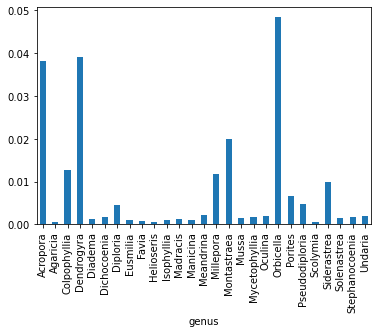 0.05
0.04
0.03
0.02
0.01
0.00
Acropora
Agaricia
Colpophyllia
Dendrogyra
Diadema
Dichocoenia
Diploria
Eusmilia
Favia
Helioseris
Isophyllia
Madracis
Manicina
Meandrina
Millepora
Montastraea
Mussa
Mycetophyllia
Oculina
Orbicella
Porites
Pseudodiploria
Scolymia
Siderastrea
Solenastrea
Stephanocoenia
Undaria
genus